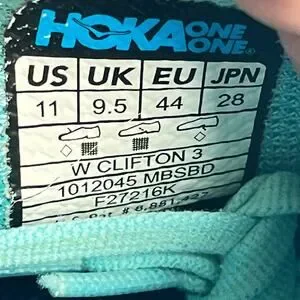 HOKA ONE ONE
US UK EU JPN
11 9.5 44 28
W CLIFTON 3
1012045 MBSBD
F27216K